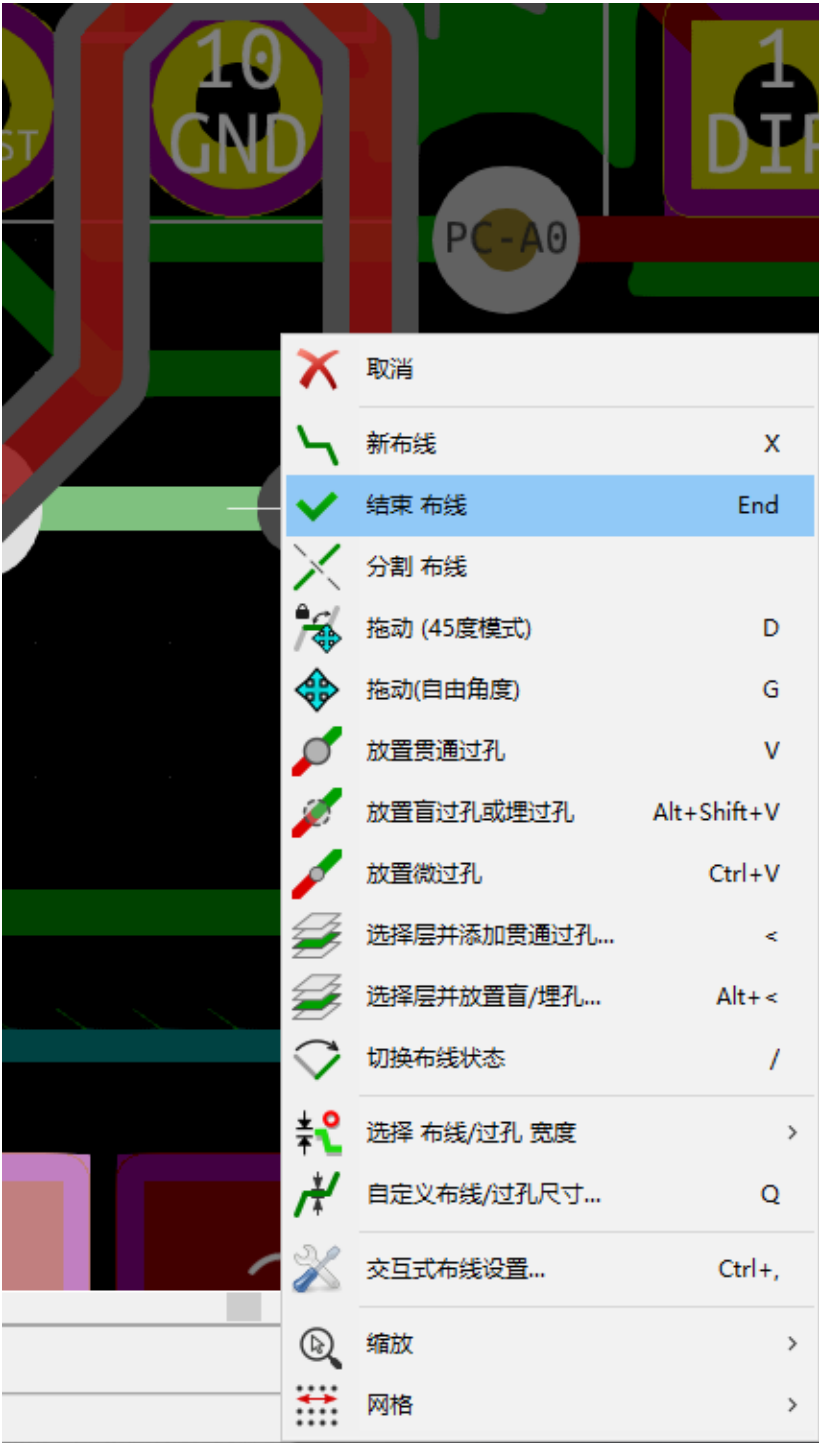 10
GND
ST
1
PC-A0
取消
新布线 X
结束 布线 End
分割 布线
拖动 (45度模式) D
拖动(自由角度) G
放置贯通过孔 V
放置盲过孔或埋过孔 Alt+Shift+V
放置微过孔 Ctrl+V
选择层并添加贯通过孔... <
选择层并放置盲/埋孔... Alt+<
切换布线状态 /
选择 布线/过孔 宽度
自定义布线/过孔尺寸... Q
交互式布线设置... Ctrl+,
缩放
网格